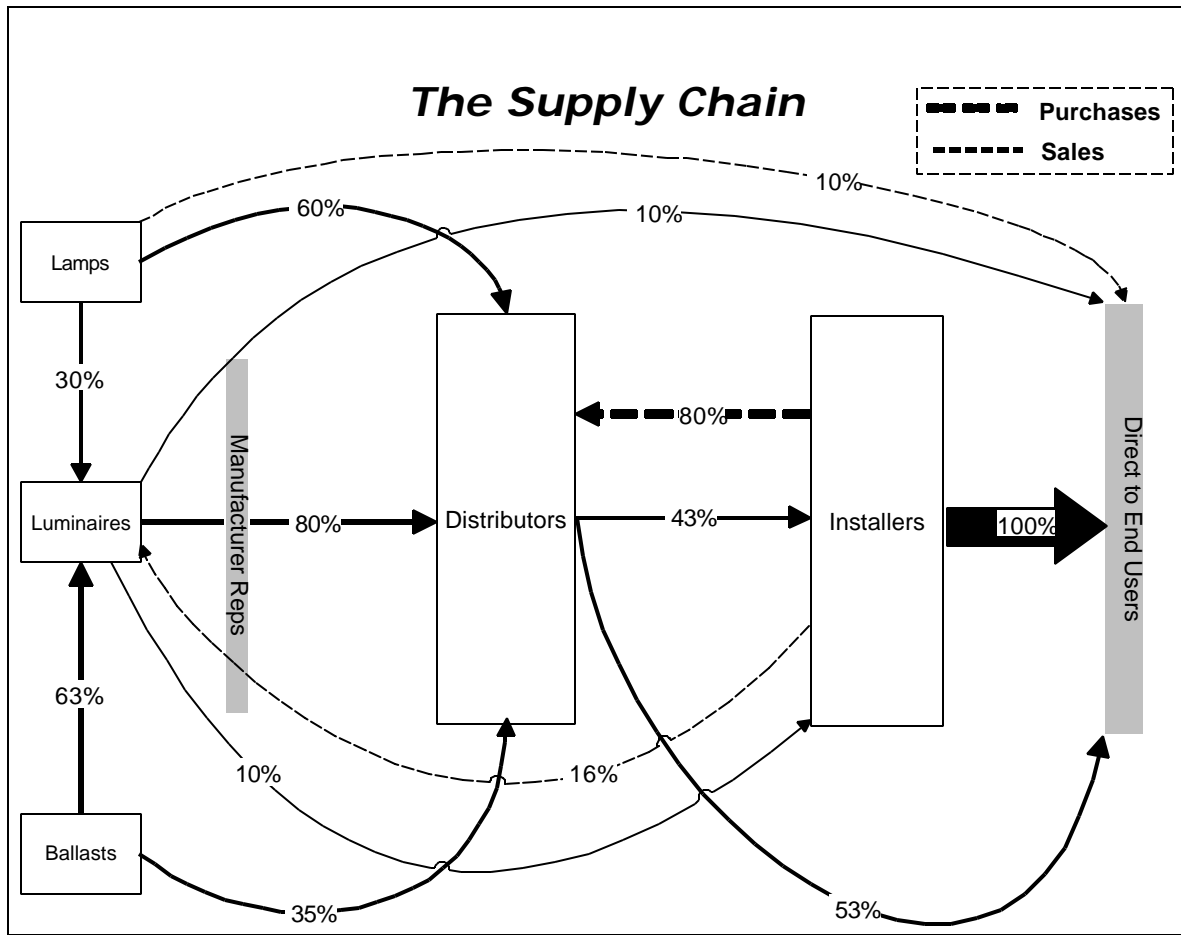 The Supply Chain
Purchases
Sales
10%
60%
10%
Lamps
30%
80%
Manufacturer Reps
Direct to End Users
Luminaires
80%
Distributors
43%
Installers
100%
63%
10%
16%
Ballasts
35%
53%